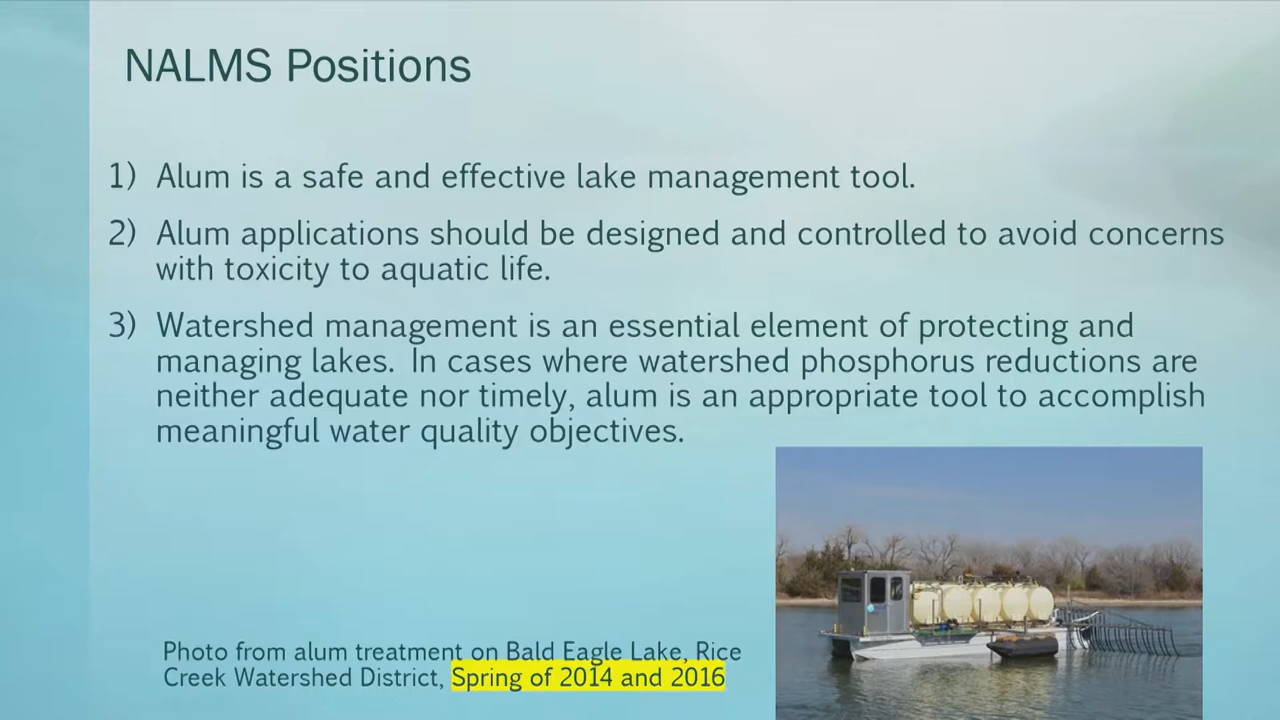 NALMS Positions
1) Alum is a safe and effective lake management tool.
2) Alum applications should be designed and controlled to avoid concerns
with toxicity to aquatic life.
3) Watershed management is an essential element of protecting and
managing lakes. In cases where watershed phosphorus reductions are
neither adequate nor timely, alum is an appropriate tool to accomplish
meaningful water quality objectives.
Photo from alum treatment on Bald Eagle Lake, Rice
Creek Watershed District, Spring of 2014 and 2016